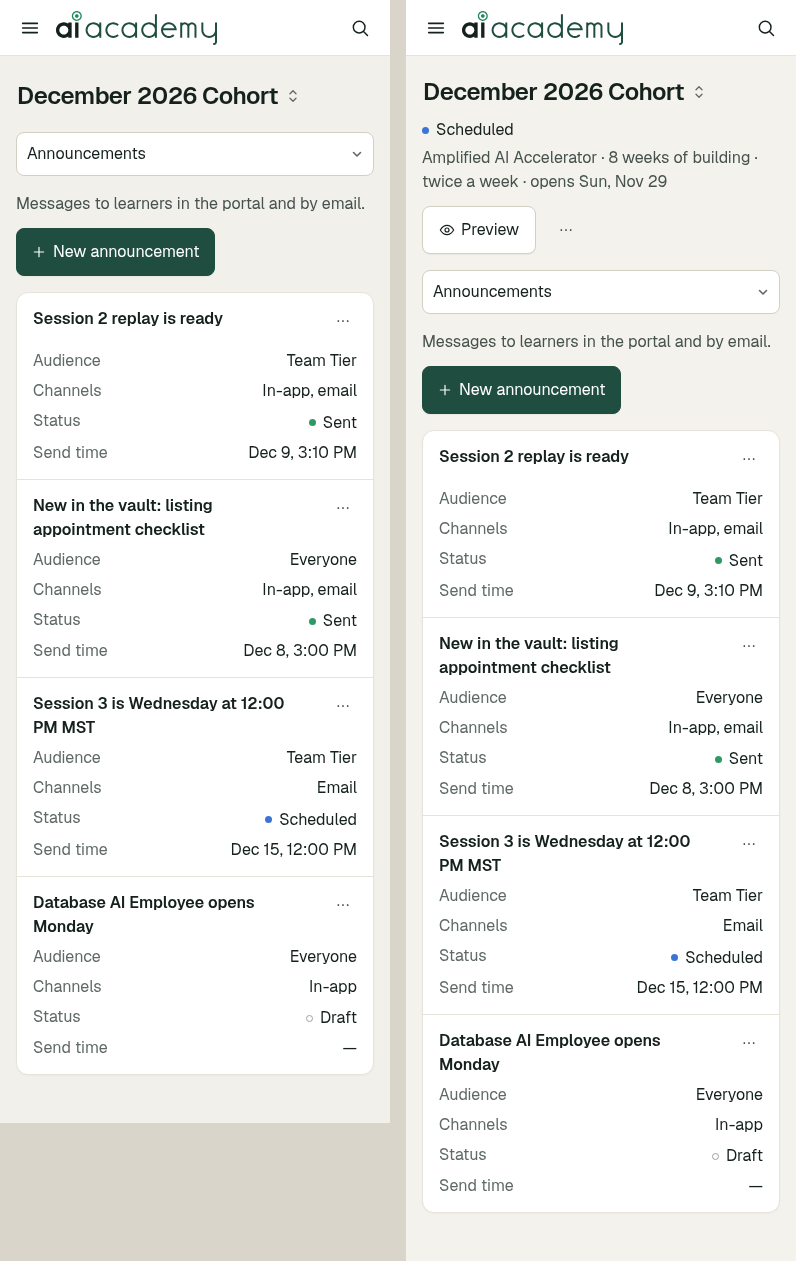 ai academy
December 2026 Cohort
Announcements
Messages to learners in the portal and by email.
+ New announcement
Session 2 replay is ready ...
Audience Team Tier
Channels In-app, email
Status Sent
Send time Dec 9, 3:10 PM
New in the vault: listing ...
appointment checklist
Audience Everyone
Channels In-app, email
Status Sent
Send time Dec 8, 3:00 PM
Session 3 is Wednesday at 12:00 ...
PM MST
Audience Team Tier
Channels Email
Status Scheduled
Send time Dec 15, 12:00 PM
Database AI Employee opens ...
Monday
Audience Everyone
Channels In-app
Status Draft
Send time —
ai academy
December 2026 Cohort
Scheduled
Amplified AI Accelerator · 8 weeks of building ·
twice a week · opens Sun, Nov 29
Preview ...
Announcements
Messages to learners in the portal and by email.
+ New announcement
Session 2 replay is ready ...
Audience Team Tier
Channels In-app, email
Status Sent
Send time Dec 9, 3:10 PM
New in the vault: listing ...
appointment checklist
Audience Everyone
Channels In-app, email
Status Sent
Send time Dec 8, 3:00 PM
Session 3 is Wednesday at 12:00 ...
PM MST
Audience Team Tier
Channels Email
Status Scheduled
Send time Dec 15, 12:00 PM
Database AI Employee opens ...
Monday
Audience Everyone
Channels In-app
Status Draft
Send time —